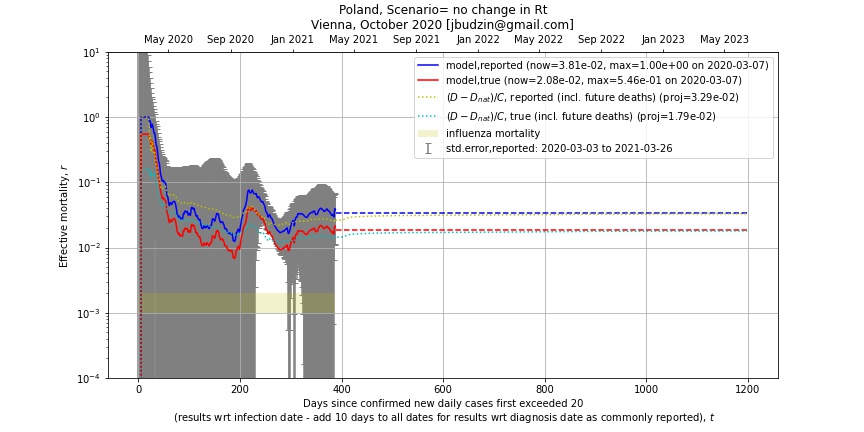 Poland, Scenario= no change in Rt
Vienna, October 2020 [jbudzin@gmail.com]
May 2020 Sep 2020 Jan 2021 May 2021 Sep 2021 Jan 2022 May 2022 Sep 2022 Jan 2023 May 2023
model,reported (now=3.81e-02, max=1.00e+00 on 2020-03-07)
model,true (now=2.08e-02, max=5.46e-01 on 2020-03-07)
(D − Dnat)/C, reported (incl. future deaths) (proj=3.29e-02)
(D − Dnat)/C, true (incl. future deaths) (proj=1.79e-02)
influenza mortality
std.error,reported: 2020-03-03 to 2021-03-26
Effective mortality, r
10¹
10⁰
10⁻¹
10⁻²
10⁻³
10⁻⁴
0 200 400 600 800 1000 1200
Days since confirmed new daily cases first exceeded 20
(results wrt infection date - add 10 days to all dates for results wrt diagnosis date as commonly reported), t